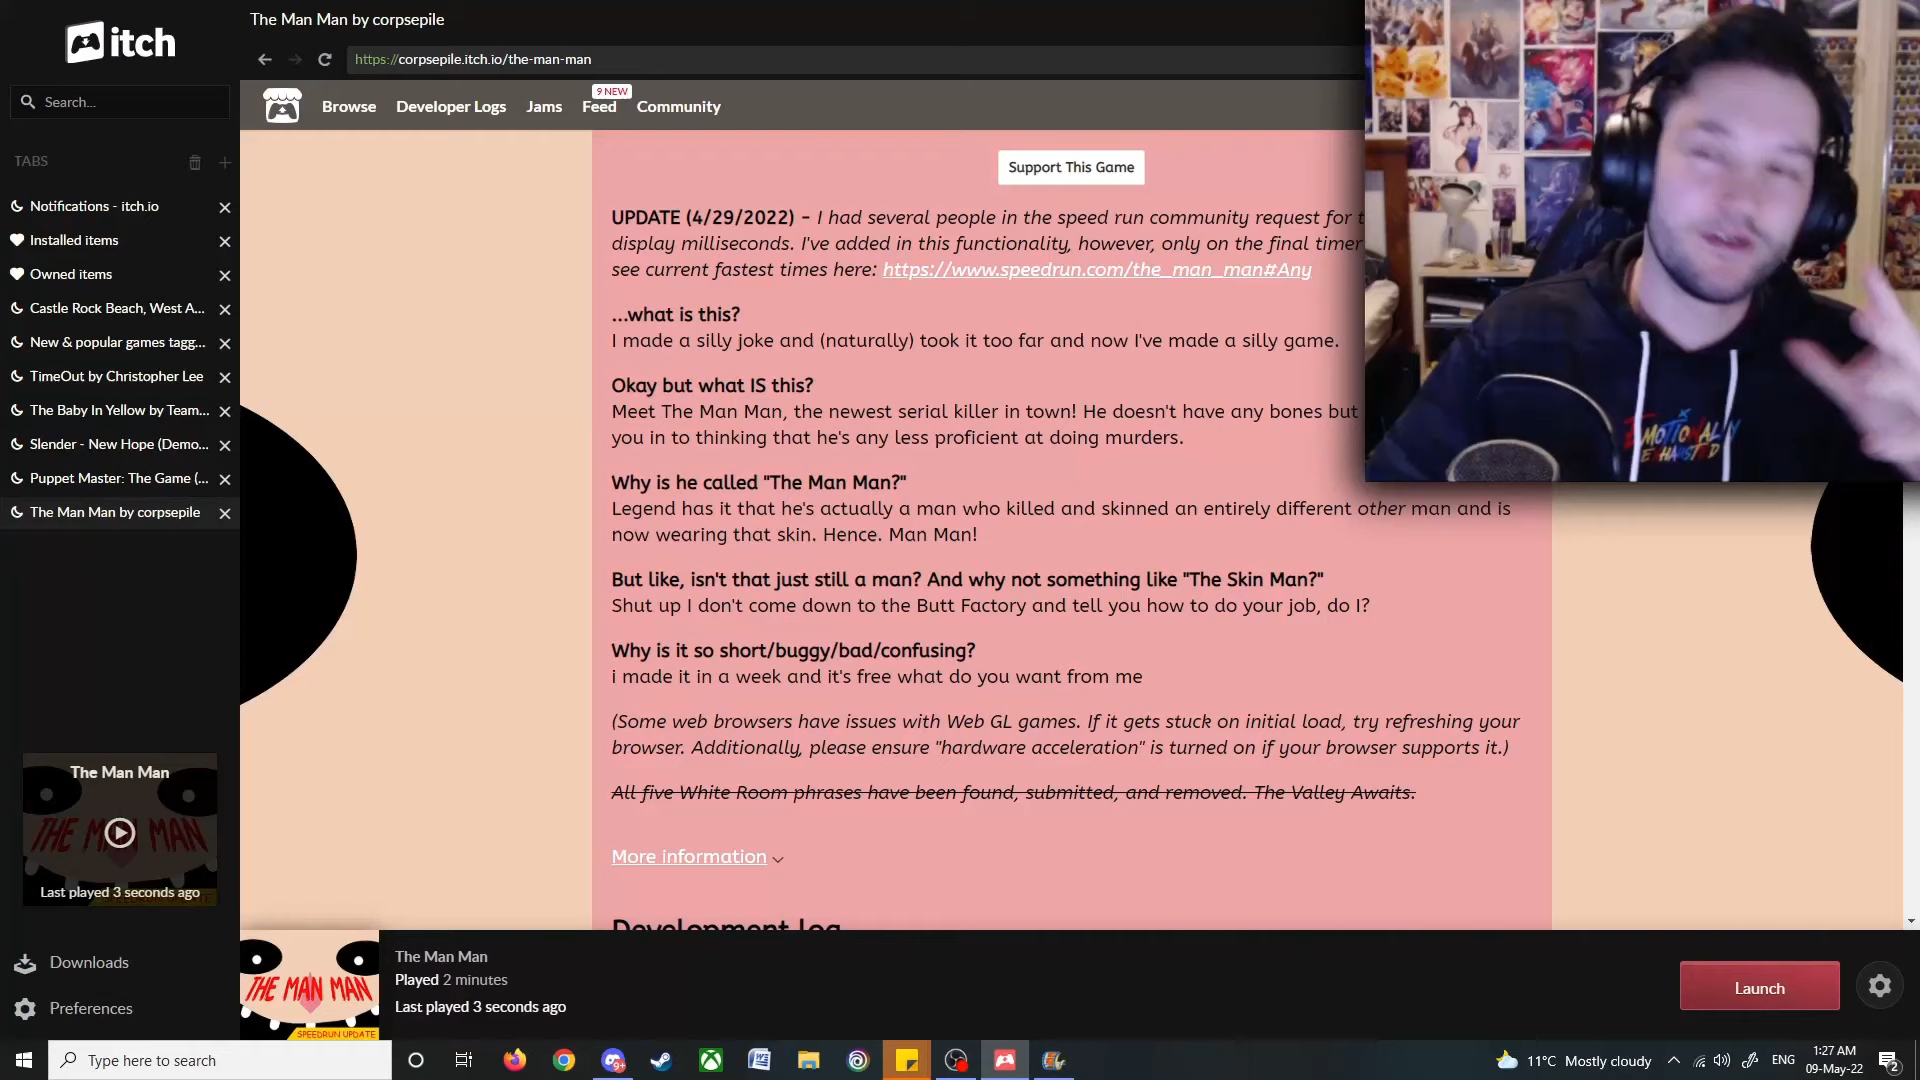 itch
The Man Man by corpsepile
https://corpsepile.itch.io/the-man-man
Search...
Browse
Developer Logs
Jams
9 NEW
Feed
Community
TABS
Notifications - itch.io
Installed items
Owned items
Castle Rock Beach, West A...
New & popular games tagg...
TimeOut by Christopher Lee
The Baby In Yellow by Team...
Slender - New Hope (Demo...
Puppet Master: The Game (...
The Man Man by corpsepile
Support This Game
UPDATE (4/29/2022) - I had several people in the speed run community request for t
display milliseconds. I've added in this functionality, however, only on the final timer
see current fastest times here: https://www.speedrun.com/the_man_man#Any
...what is this?
I made a silly joke and (naturally) took it too far and now I've made a silly game.
Okay but what IS this?
Meet The Man Man, the newest serial killer in town! He doesn't have any bones but
you in to thinking that he's any less proficient at doing murders.
Why is he called "The Man Man?"
Legend has it that he's actually a man who killed and skinned an entirely different other man and is
now wearing that skin. Hence. Man Man!
But like, isn't that just still a man? And why not something like "The Skin Man?"
Shut up I don't come down to the Butt Factory and tell you how to do your job, do I?
Why is it so short/buggy/bad/confusing?
i made it in a week and it's free what do you want from me
(Some web browsers have issues with Web GL games. If it gets stuck on initial load, try refreshing your
browser. Additionally, please ensure "hardware acceleration" is turned on if your browser supports it.)
All five White Room phrases have been found, submitted, and removed. The Valley Awaits.
More information
Development log
EMOTIONALLY
EXHAUSTED
The Man Man
THE MAN MAN
Last played 3 seconds ago
Downloads
Preferences
THE MAN MAN
SPEEDRUN UPDATE
The Man Man
Played 2 minutes
Last played 3 seconds ago
Launch
Type here to search
9+
11°C Mostly cloudy
ENG
1:27 AM
09-May-22
2